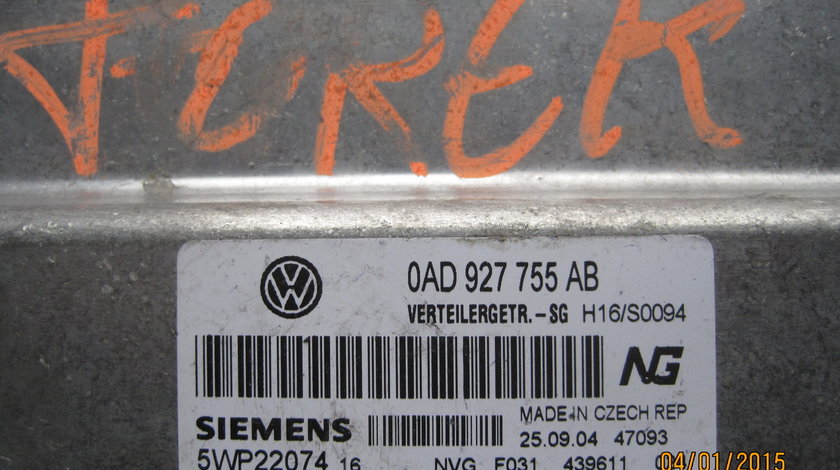 TUREK
0AD 927 755 AB
VERTEILERGETR.-SG H16/S0094
NG
SIEMENS
MADE IN CZECH REP
25.09.04 47093
5WP22074 16 NVG F031 439611
04/01/2015